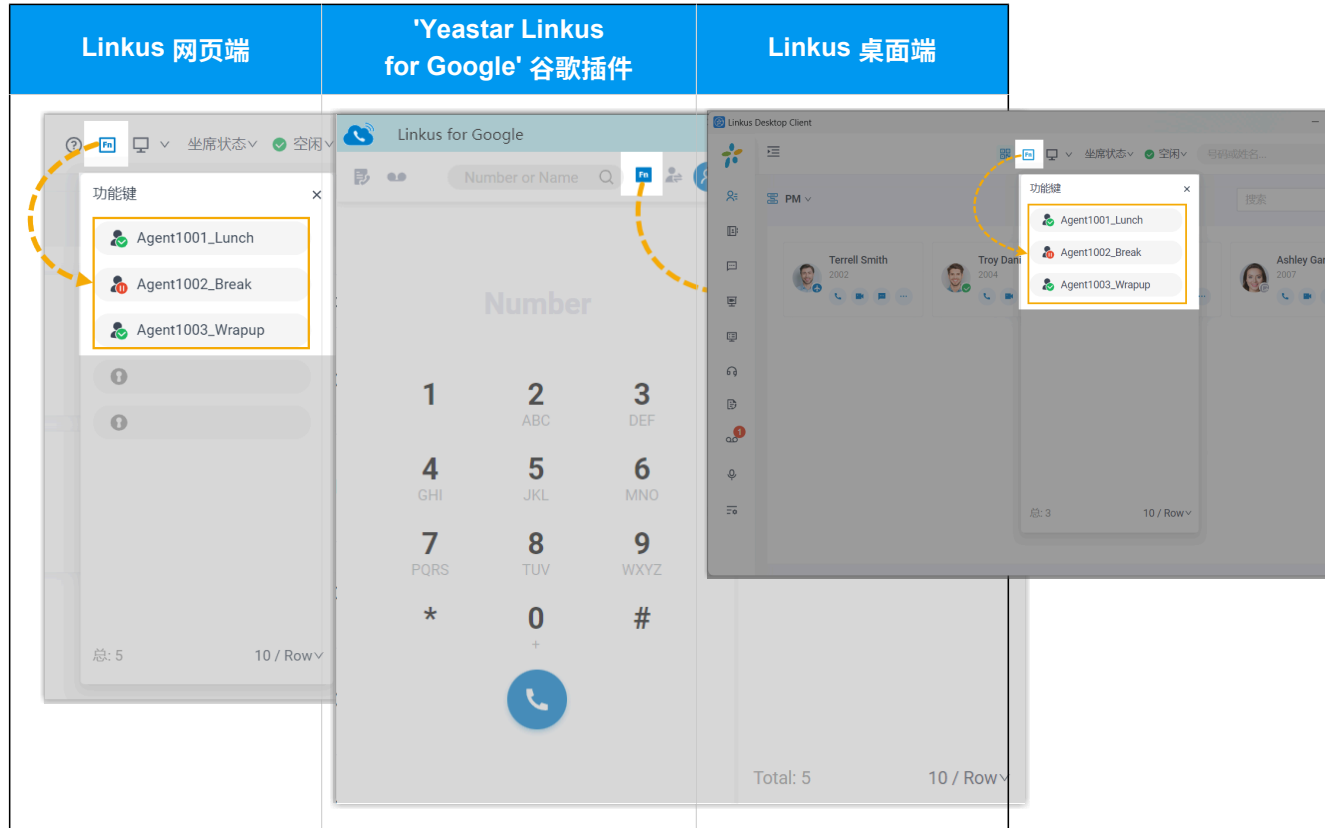 Linkus 网页端
'Yeastar Linkus
for Google' 谷歌插件
Linkus 桌面端
Fn
坐席状态
空闲
功能键
×
Agent1001_Lunch
Agent1002_Break
Agent1003_Wrapup
总: 5
10 / Row
Linkus for Google
Number or Name
Fn
Number
1
2
3
ABC
DEF
4
5
6
GHI
JKL
MNO
7
8
9
PQRS
TUV
WXYZ
*
0
#
+
Total: 5
10 / Row
Linkus Desktop Client
Fn
坐席状态
空闲
号码或姓名...
PM
搜索
功能键
×
Agent1001_Lunch
Agent1002_Break
Agent1003_Wrapup
Terrell Smith
2002
Troy Dani
2004
Ashley Gar
2007
1
总: 3
10 / Row